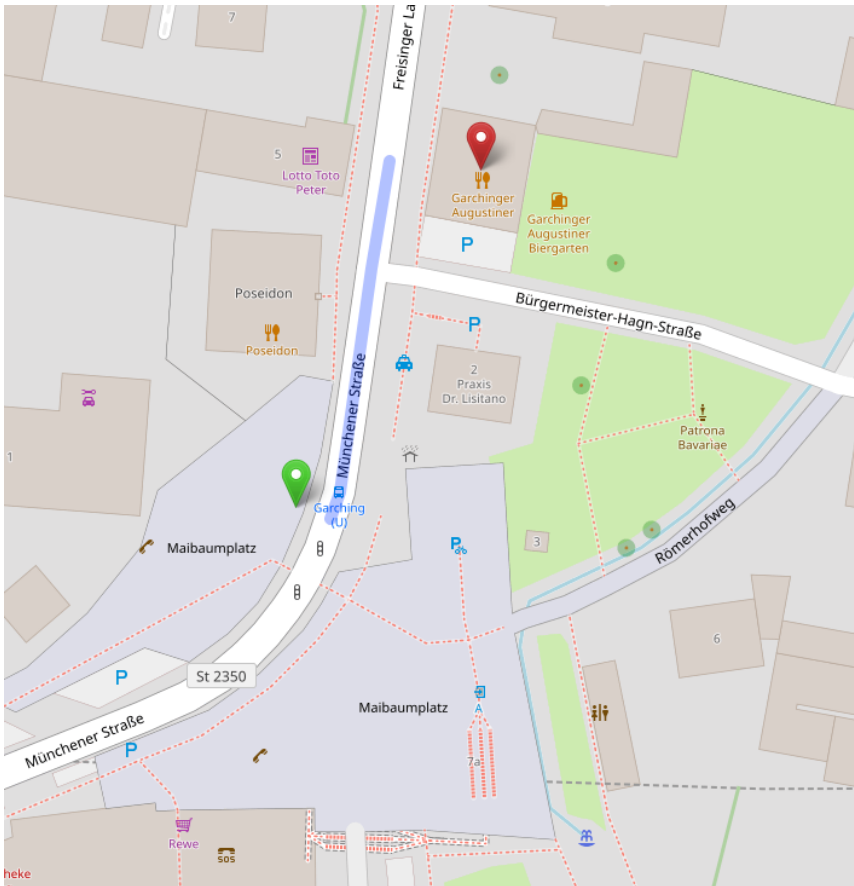 7
Freisinger La
5
Lotto Toto
Peter
Garchinger
Augustiner
Garchinger
Augustiner
Biergarten
P
Poseidon
Poseidon
Bürgermeister-Hagn-Straße
P
2
Praxis
Dr. Lisitano
Münchener Straße
Patrona
Bavariae
1
Garching
(U)
Maibaumplatz
P
3
Römerhofweg
6
P
St 2350
Maibaumplatz
A
Münchener Straße
P
7a
Rewe
SOS
heke